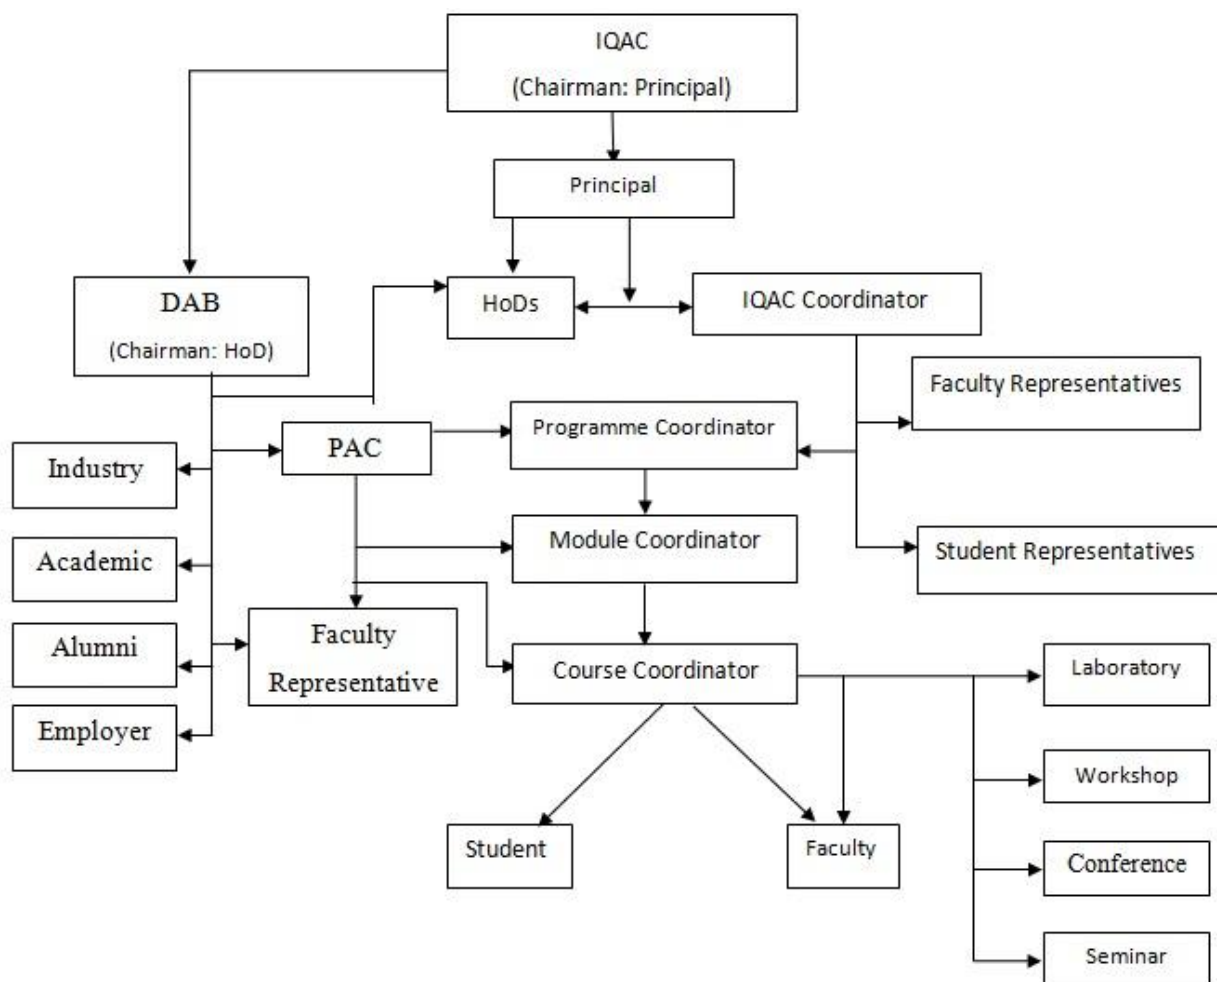 IQAC
(Chairman: Principal)
Principal
DAB
(Chairman: HoD)
HoDs
IQAC Coordinator
Faculty Representatives
PAC
Programme Coordinator
Industry
Module Coordinator
Student Representatives
Academic
Faculty
Representative
Alumni
Course Coordinator
Laboratory
Employer
Workshop
Student
Faculty
Conference
Seminar